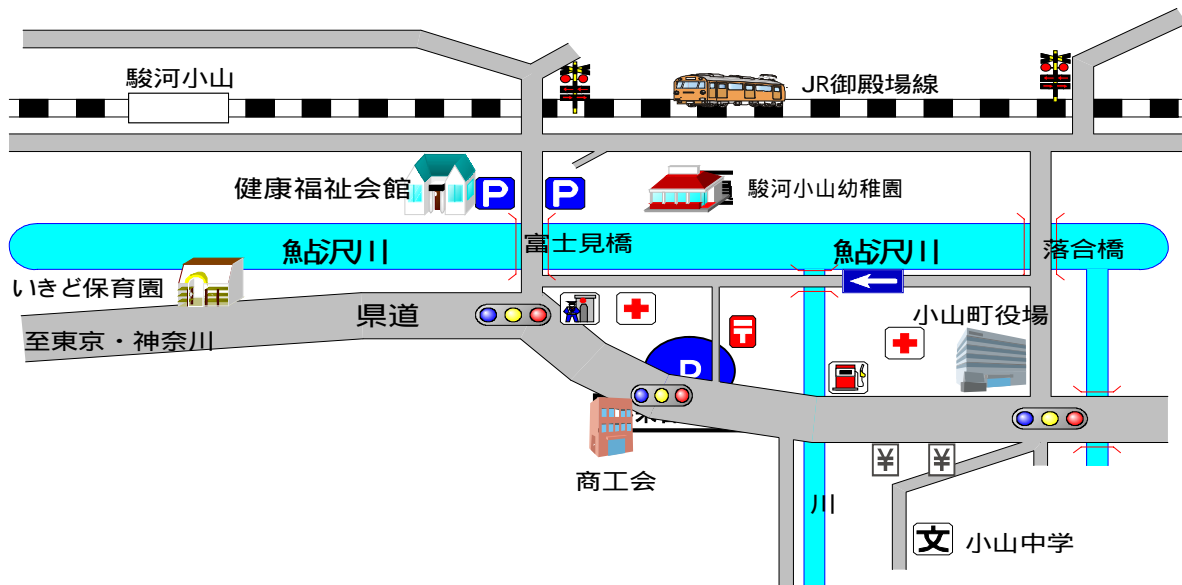 駿河小山
JR御殿場線
健康福祉会館
P
P
駿河小山幼稚園
鮎沢川
富士見橋
鮎沢川
落合橋
いきど保育園
県道
小山町役場
至東京・神奈川
〒
P
商工会
¥
¥
川
文
小山中学